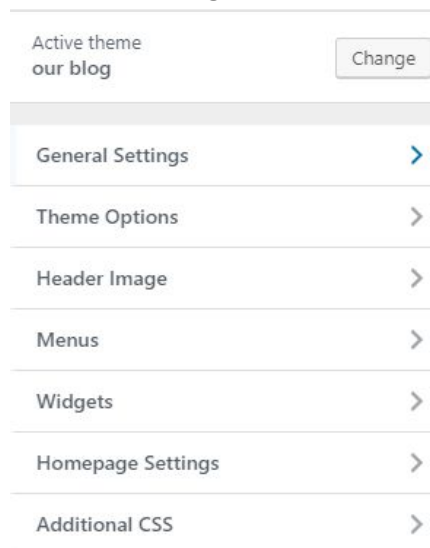 Active theme
our blog
Change
General Settings
Theme Options
Header Image
Menus
Widgets
Homepage Settings
Additional CSS